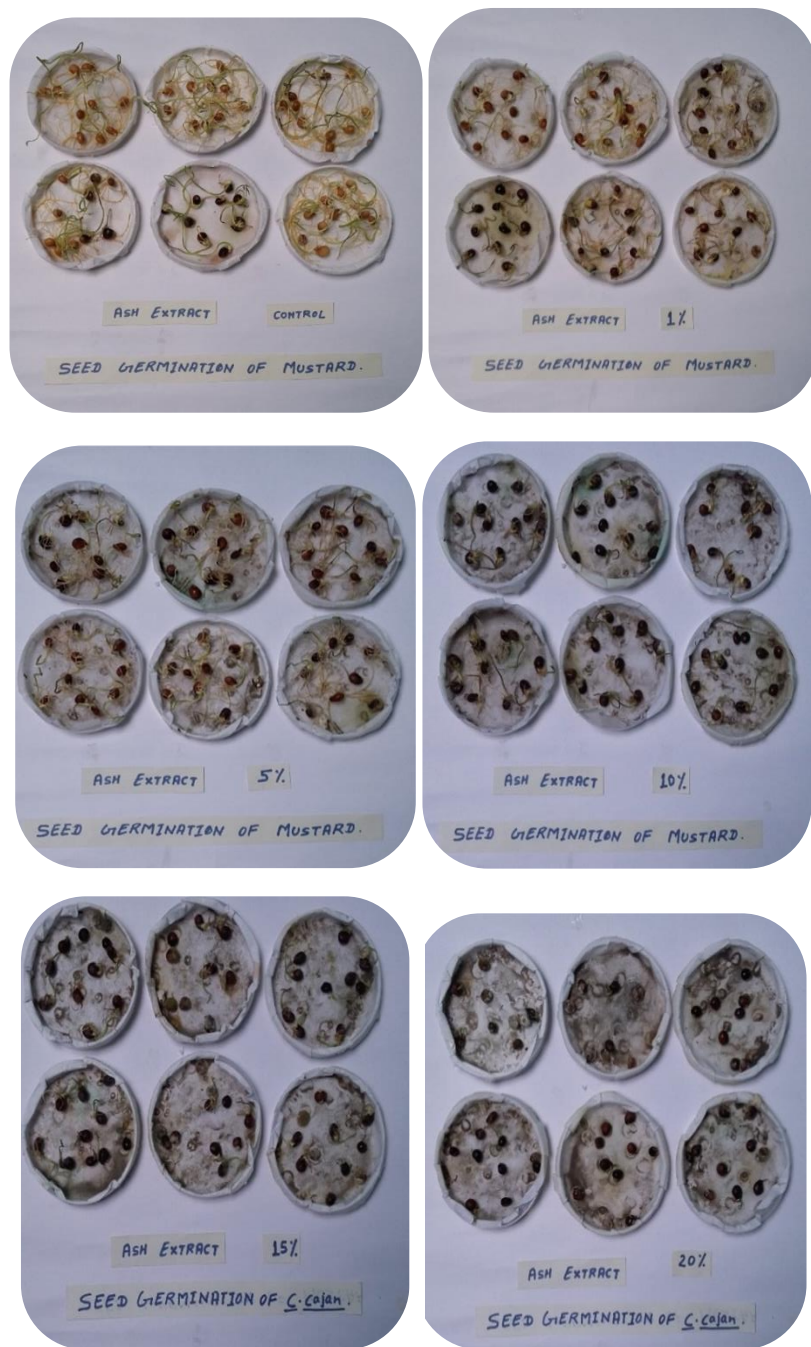 ASH EXTRACT CONTROL
SEED GERMINATION OF MUSTARD.
ASH EXTRACT 1%
SEED GERMINATION OF MUSTARD.
ASH EXTRACT 5%
SEED GERMINATION OF MUSTARD.
ASH EXTRACT 10%
SEED GERMINATION OF MUSTARD.
ASH EXTRACT 15%
SEED GERMINATION OF C.cajan.
ASH EXTRACT 20%
SEED GERMINATION OF C.cajan.